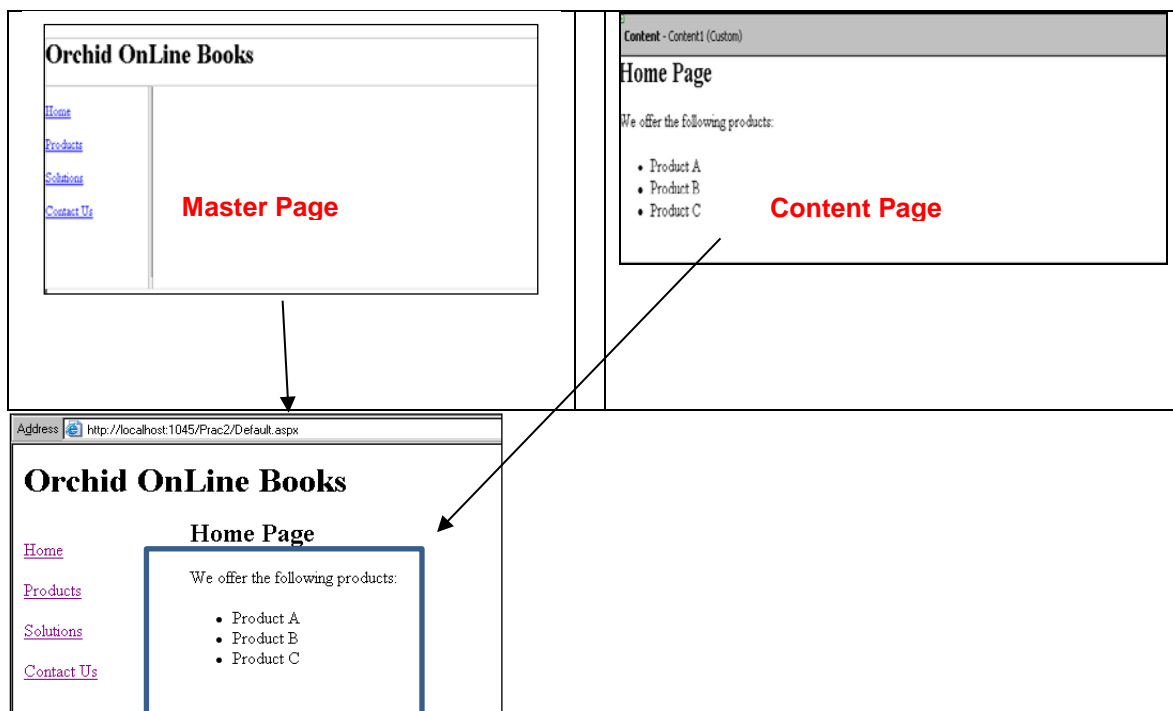 Orchid OnLine Books
Home
Products
Solutions
Contact Us
Master Page
Content - Content1 (Custom)
Home Page
We offer the following products:
• Product A
• Product B
• Product C
Content Page
Address http://localhost:1045/Prac2/Default.aspx
Orchid OnLine Books
Home
Products
Solutions
Contact Us
Home Page
We offer the following products:
• Product A
• Product B
• Product C